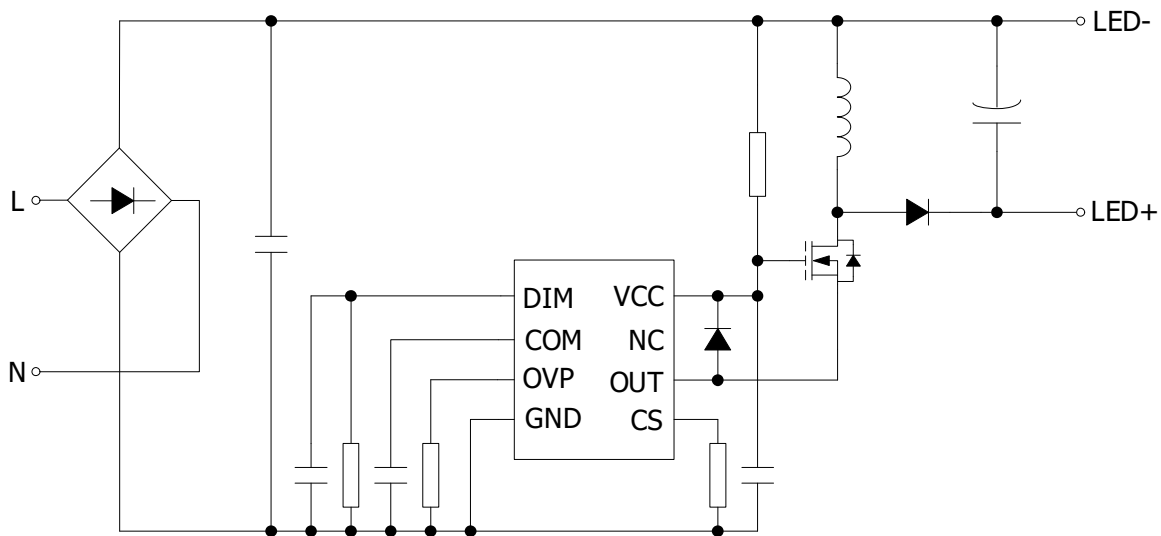 LED-
L
LED+
N
DIM
VCC
COM
NC
OVP
OUT
GND
CS